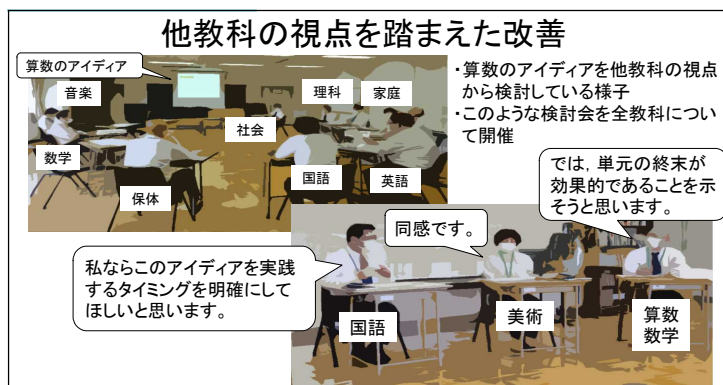 他教科の視点を踏まえた改善
算数のアイディア
・算数のアイディアを他教科の視点
から検討している様子
・このような検討会を全教科につい
て開催
音楽
理科
家庭
社会
数学
国語
英語
保体
では，単元の終末が
効果的であることを示
そうと思います。
同感です。
私ならこのアイディアを実践
するタイミングを明確にして
ほしいと思います。
国語
美術
算数
数学